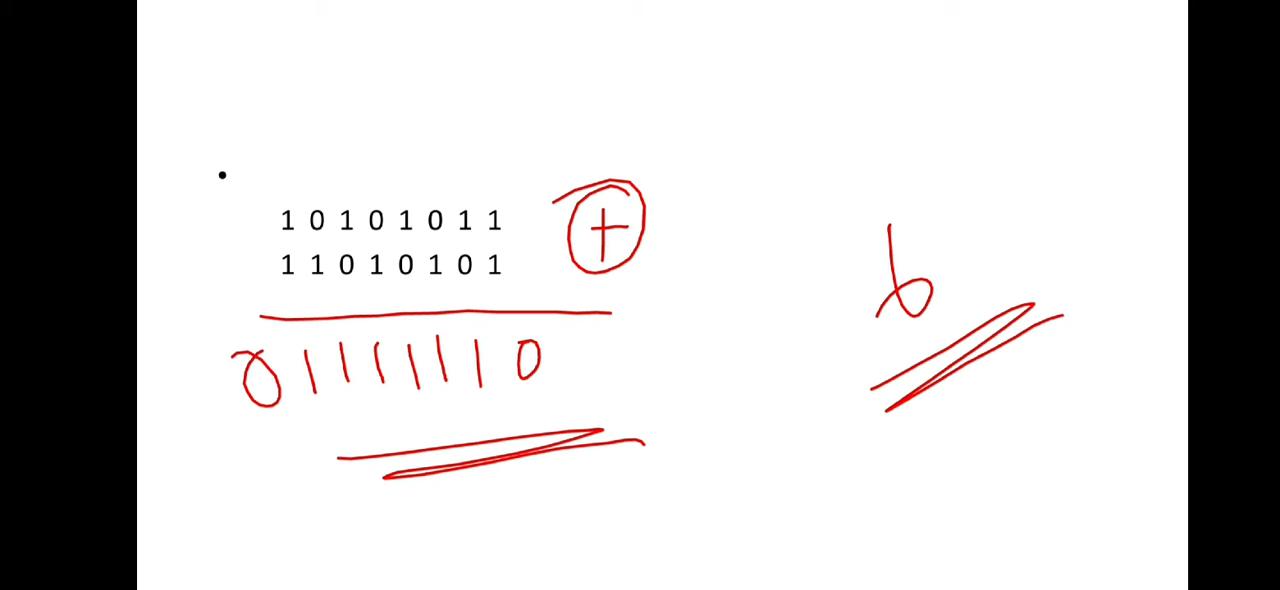 1 0 1 0 1 0 1 1 +
1 1 0 1 0 1 0 1
0 1 1 1 1 1 1 0
b